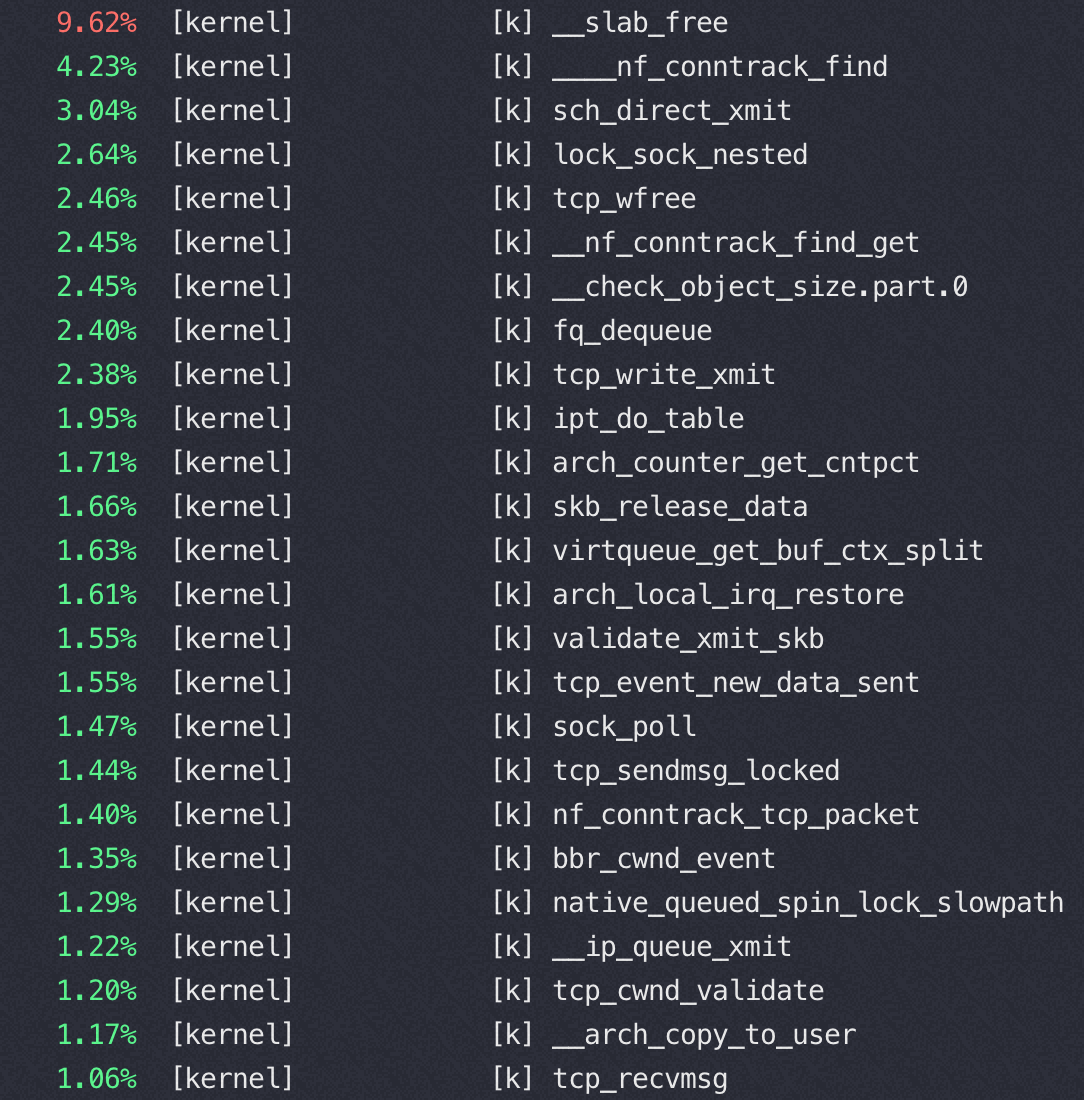 9.62% [kernel] [k] __slab_free
4.23% [kernel] [k] ____nf_conntrack_find
3.04% [kernel] [k] sch_direct_xmit
2.64% [kernel] [k] lock_sock_nested
2.46% [kernel] [k] tcp_wfree
2.45% [kernel] [k] __nf_conntrack_find_get
2.45% [kernel] [k] __check_object_size.part.0
2.40% [kernel] [k] fq_dequeue
2.38% [kernel] [k] tcp_write_xmit
1.95% [kernel] [k] ipt_do_table
1.71% [kernel] [k] arch_counter_get_cntpct
1.66% [kernel] [k] skb_release_data
1.63% [kernel] [k] virtqueue_get_buf_ctx_split
1.61% [kernel] [k] arch_local_irq_restore
1.55% [kernel] [k] validate_xmit_skb
1.55% [kernel] [k] tcp_event_new_data_sent
1.47% [kernel] [k] sock_poll
1.44% [kernel] [k] tcp_sendmsg_locked
1.40% [kernel] [k] nf_conntrack_tcp_packet
1.35% [kernel] [k] bbr_cwnd_event
1.29% [kernel] [k] native_queued_spin_lock_slowpath
1.22% [kernel] [k] __ip_queue_xmit
1.20% [kernel] [k] tcp_cwnd_validate
1.17% [kernel] [k] __arch_copy_to_user
1.06% [kernel] [k] tcp_recvmsg